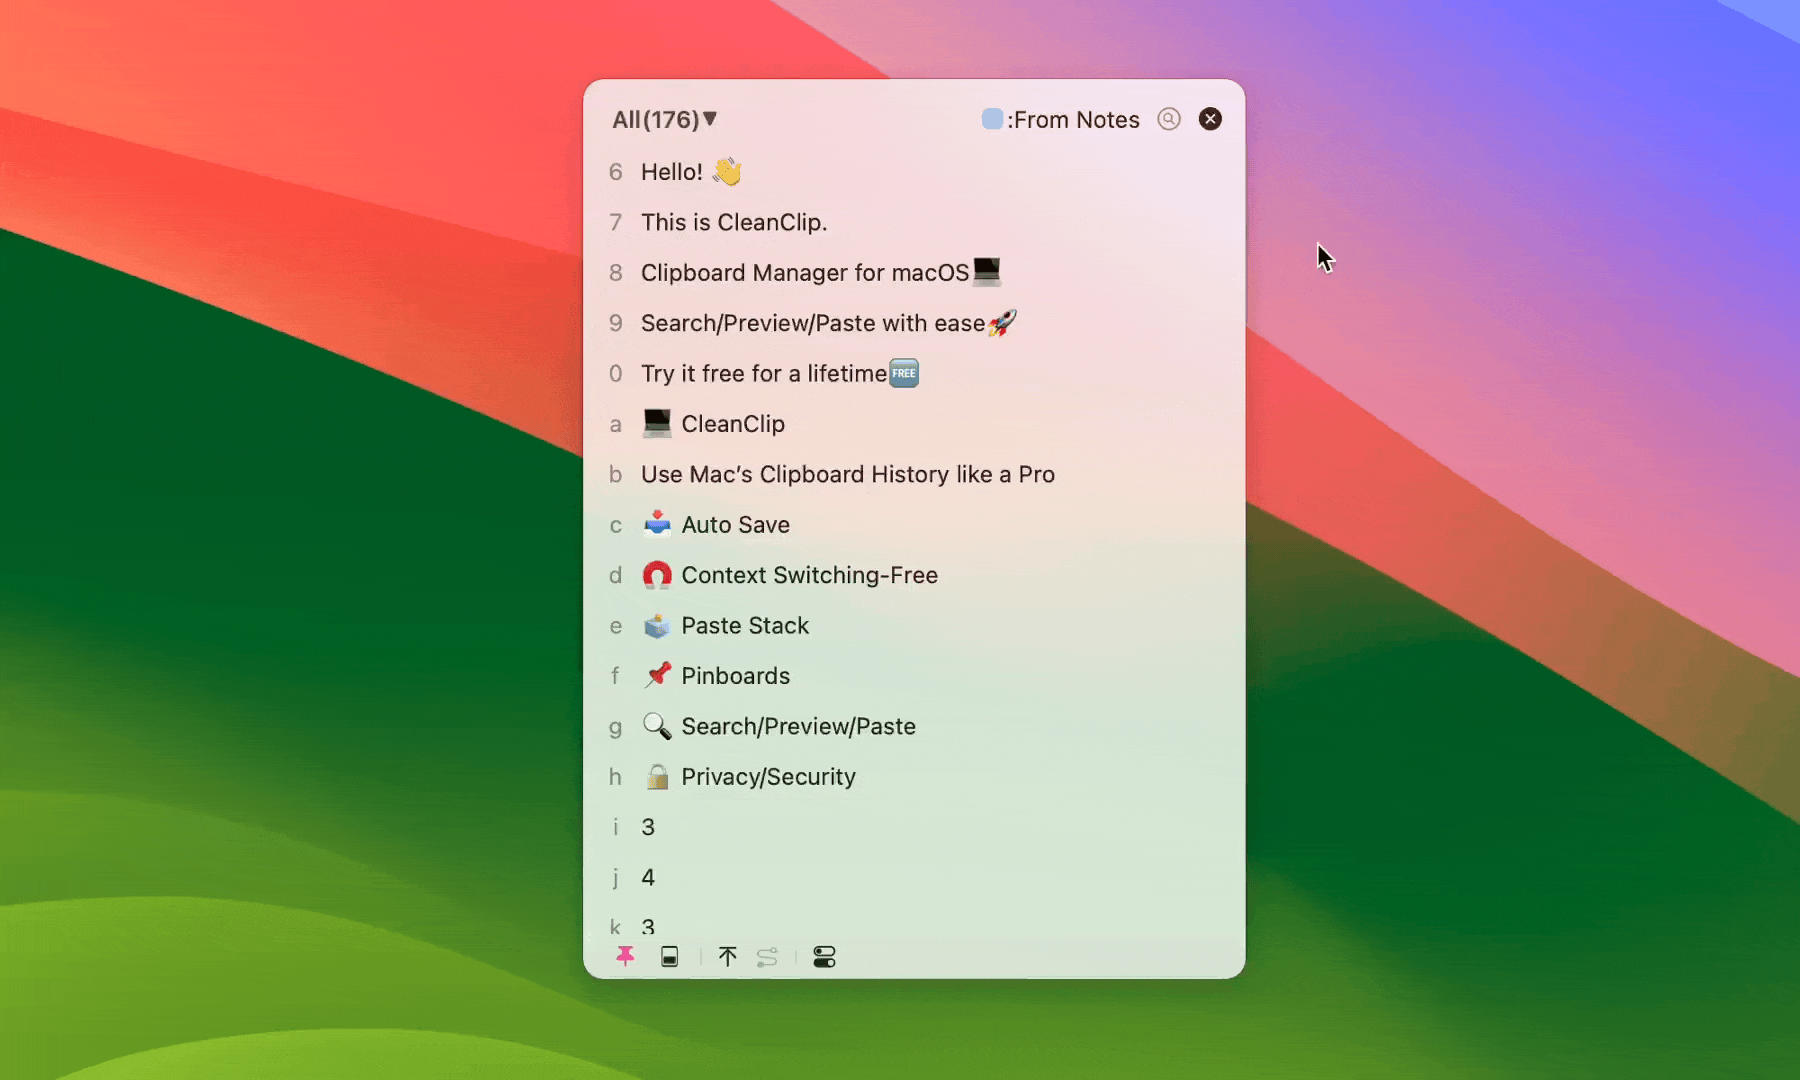 All(176)▼ :From Notes
6 Hello! 👋
7 This is CleanClip.
8 Clipboard Manager for macOS💻
9 Search/Preview/Paste with ease🚀
0 Try it free for a lifetime🆓
a 💻 CleanClip
b Use Mac’s Clipboard History like a Pro
c 📥 Auto Save
d 🧲 Context Switching-Free
e 🗳️ Paste Stack
f 📌 Pinboards
g 🔍 Search/Preview/Paste
h 🔒 Privacy/Security
i 3
j 4
k 3